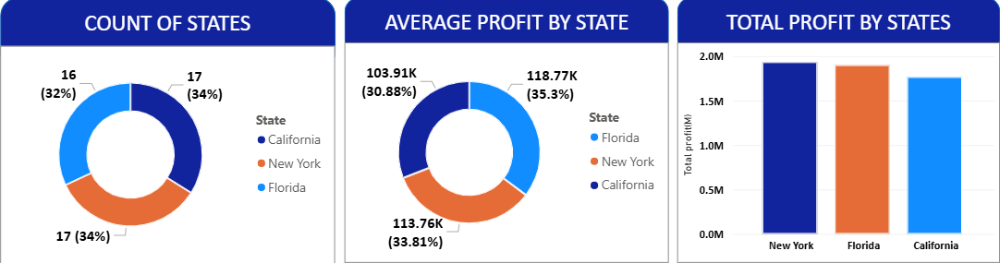 COUNT OF STATES
16
(32%)
17
(34%)
17 (34%)
State
California
New York
Florida
AVERAGE PROFIT BY STATE
103.91K
(30.88%)
118.77K
(35.3%)
113.76K
(33.81%)
State
Florida
New York
California
TOTAL PROFIT BY STATES
Total profit(M)
2.0M
1.5M
1.0M
0.5M
0.0M
New York
Florida
California